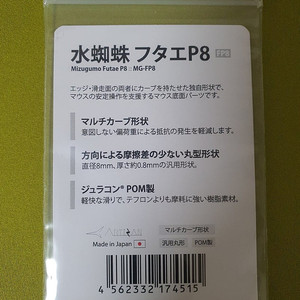 水蜘蛛 フタエP8 FP8
Mizugumo Futae P8 :: MG-FP8
エッジ・滑走面の両者にカーブを持たせた独自形状で、
マウスの安定操作を支援するマウス底面パーツです。
マルチカーブ形状
意図しない偏荷重による抵抗の発生を軽減します。
方向による摩擦差の少ない丸型形状
直径8mm、厚さ約0.8mmの汎用形状。
ジュラコン® POM製
軽快な滑りで、テフロンよりも摩耗に強い樹脂素材。
Made in Japan
マルチカーブ形状
汎用丸形
POM製
4 562332 174515